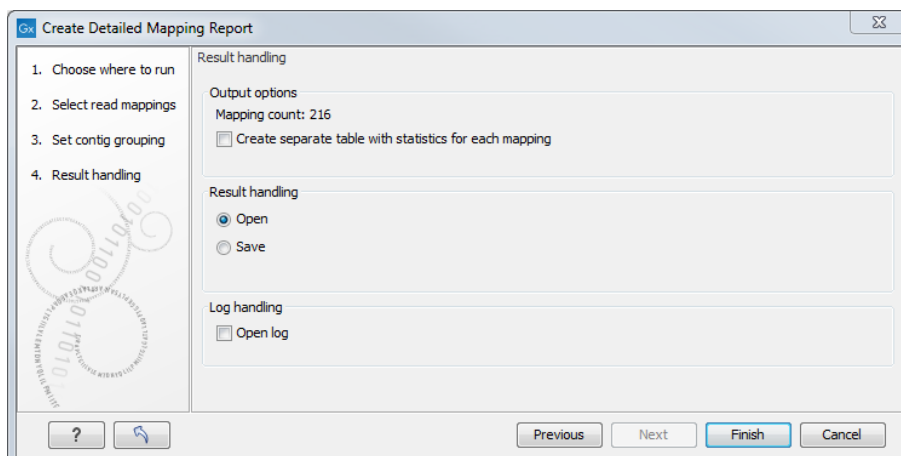 Gx Create Detailed Mapping Report
1. Choose where to run
2. Select read mappings
3. Set contig grouping
4. Result handling
Result handling
Output options
Mapping count: 216
Create separate table with statistics for each mapping
Result handling
Open
Save
Log handling
Open log
?
Previous
Next
Finish
Cancel